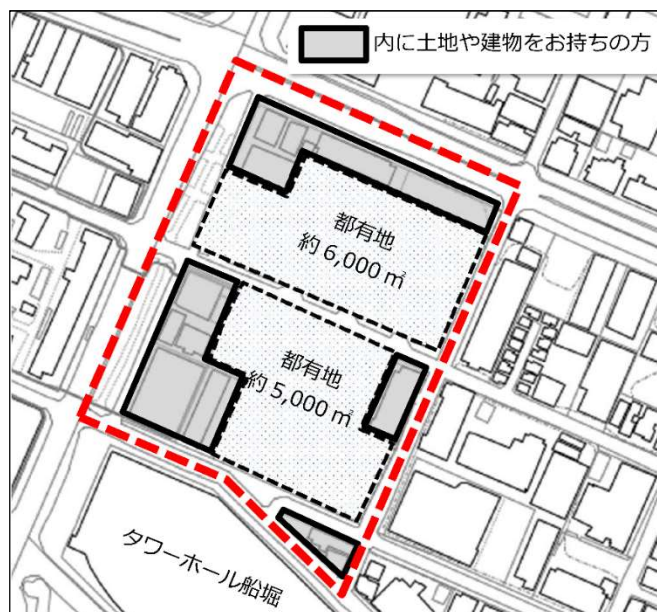 内に土地や建物をお持ちの方
都有地
約 6,000 ㎡
都有地
約 5,000 ㎡
タワーホール船堀